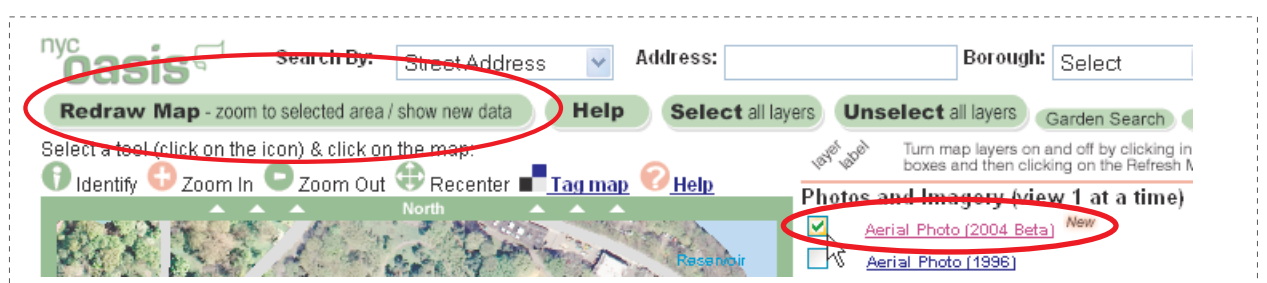 nyc
oasis
Search By: Street Address Address: Borough: Select
Redraw Map - zoom to selected area / show new data Help Select all layers Unselect all layers Garden Search
Select a tool (click on the icon) & click on the map:
layer label Turn map layers on and off by clicking in
boxes and then clicking on the Refresh M
Identify Zoom In Zoom Out Recenter Tag map ? Help
Photos and Imagery (view 1 at a time)
North
Aerial Photo (2004 Beta) New
Aerial Photo (1996)
Reservoir